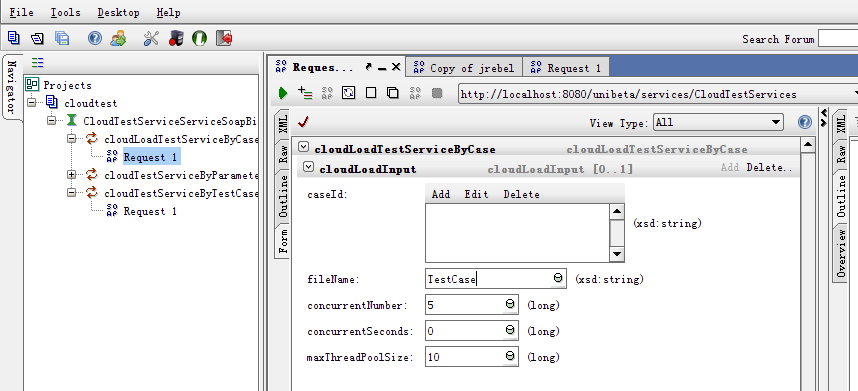 File Tools Desktop Help
Search Forum
Navigator
Projects
cloudtest
CloudTestServiceServiceSoapBi
cloudLoadTestServiceByCase
Request 1
cloudTestServiceByParamete
cloudTestServiceByTestCase
Request 1
Reques... Copy of jrebel Request 1
http://localhost:8080/unibeta/services/CloudTestServices
View Type: All
XML
Raw
Outline
Form
cloudLoadTestServiceByCase cloudLoadTestServiceByCase
cloudLoadInput cloudLoadInput [0..1] Add Delete..
caseId: Add Edit Delete
(xsd:string)
fileName: TestCase (xsd:string)
concurrentNumber: 5 (long)
concurrentSeconds: 0 (long)
maxThreadPoolSize: 10 (long)
XML
Raw
Outline
Overview